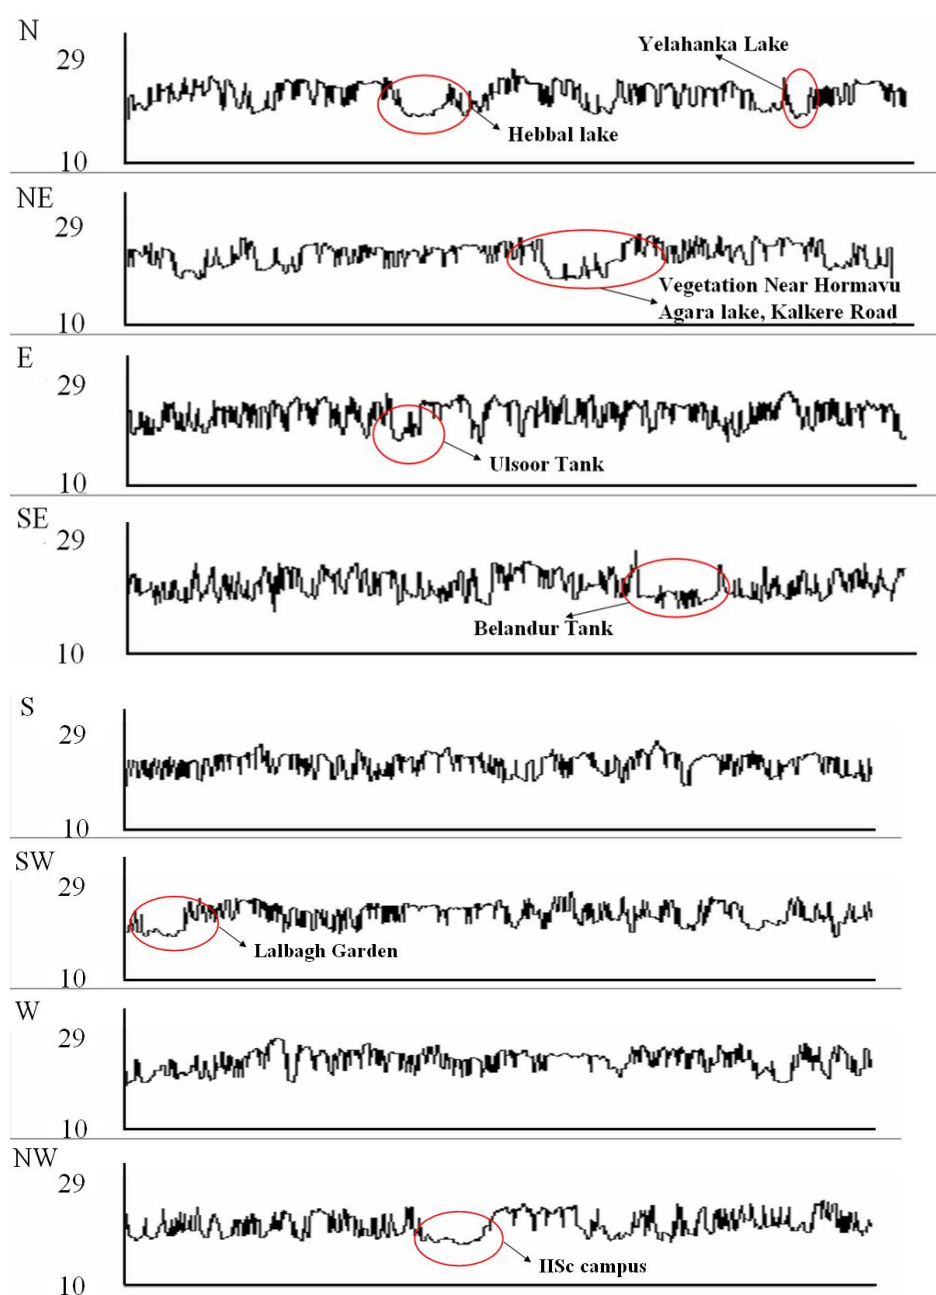 N
29
Yelahanka Lake
Hebbal lake
10
NE
29
Vegetation Near Hormavu
Agara lake, Kalkere Road
10
E
29
Ulsoor Tank
10
SE
29
Belandur Tank
10
S
29
10
SW
29
Lalbagh Garden
10
W
29
10
NW
29
IISc campus
10